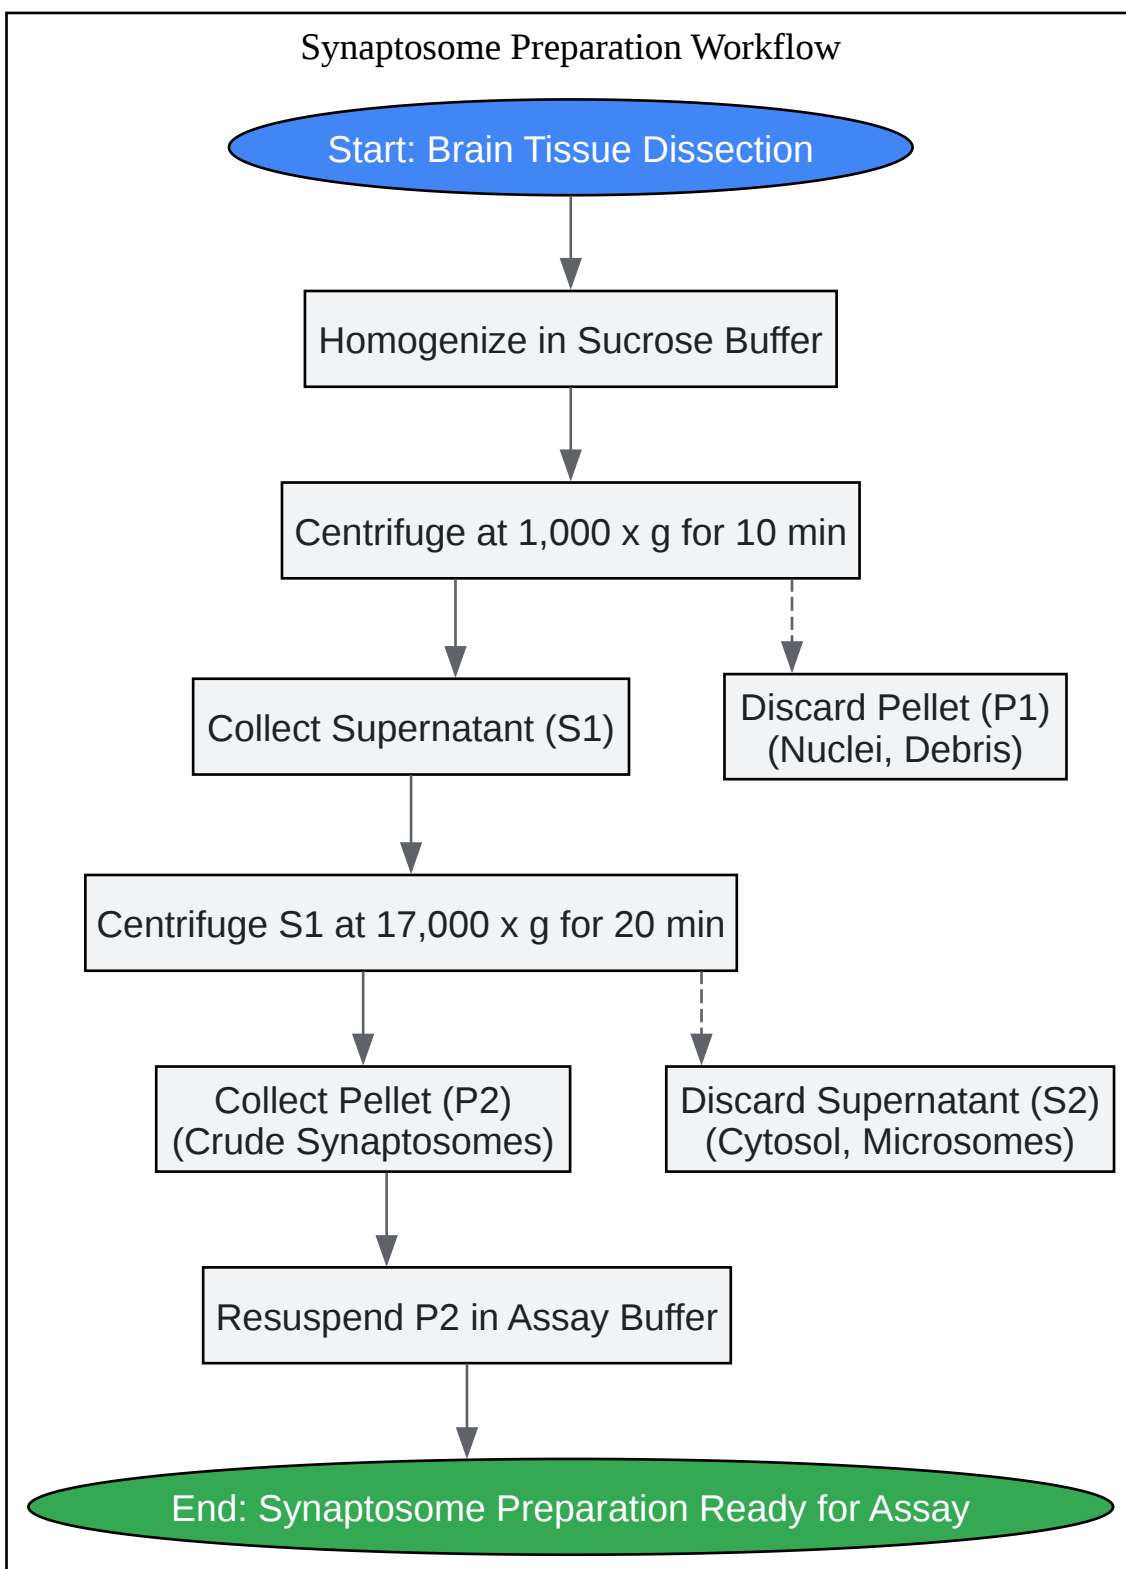 Synaptosome Preparation Workflow
Start: Brain Tissue Dissection
Homogenize in Sucrose Buffer
Centrifuge at 1,000 x g for 10 min
Collect Supernatant (S1)
Discard Pellet (P1)
(Nuclei, Debris)
Centrifuge S1 at 17,000 x g for 20 min
Collect Pellet (P2)
(Crude Synaptosomes)
Discard Supernatant (S2)
(Cytosol, Microsomes)
Resuspend P2 in Assay Buffer
End: Synaptosome Preparation Ready for Assay